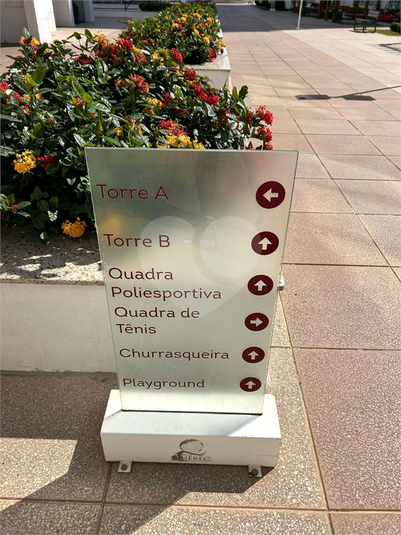 Torre A
Torre B
Quadra
Poliesportiva
Quadra de
Tênis
Churrasqueira
Playground